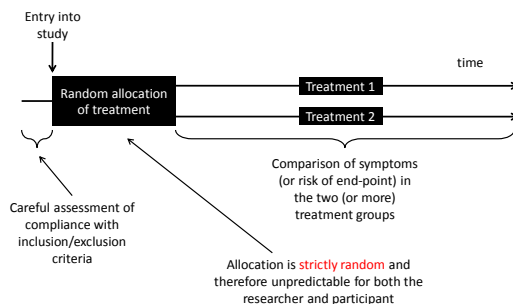 Entry into
study
time
Random allocation
of treatment
Treatment 1
Treatment 2
Comparison of symptoms
(or risk of end-point) in
the two (or more)
treatment groups
Careful assessment of
compliance with
inclusion/exclusion
criteria
Allocation is strictly random and
therefore unpredictable for both the
researcher and participant